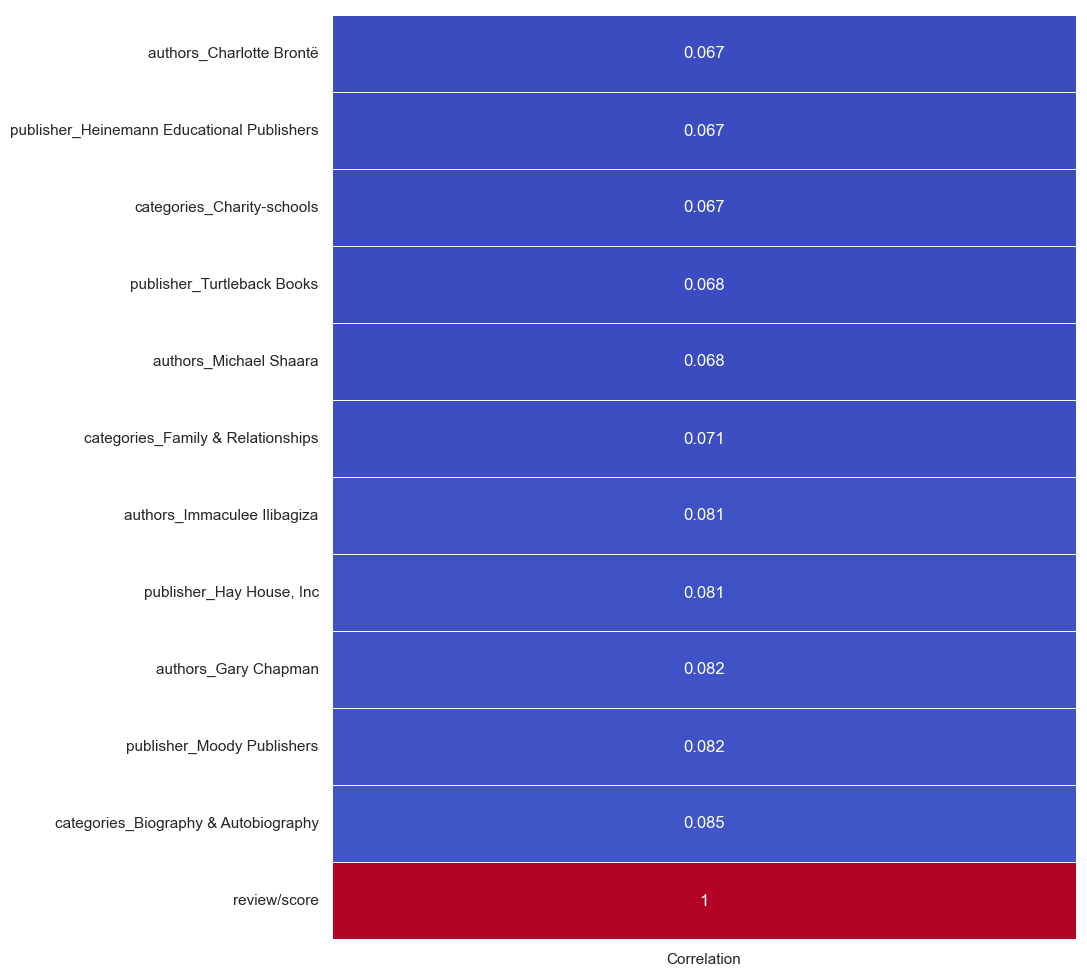 authors_Charlotte Brontë 0.067
publisher_Heinemann Educational Publishers 0.067
categories_Charity-schools 0.067
publisher_Turtleback Books 0.068
authors_Michael Shaara 0.068
categories_Family & Relationships 0.071
authors_Immaculee Ilibagiza 0.081
publisher_Hay House, Inc 0.081
authors_Gary Chapman 0.082
publisher_Moody Publishers 0.082
categories_Biography & Autobiography 0.085
review/score 1
Correlation